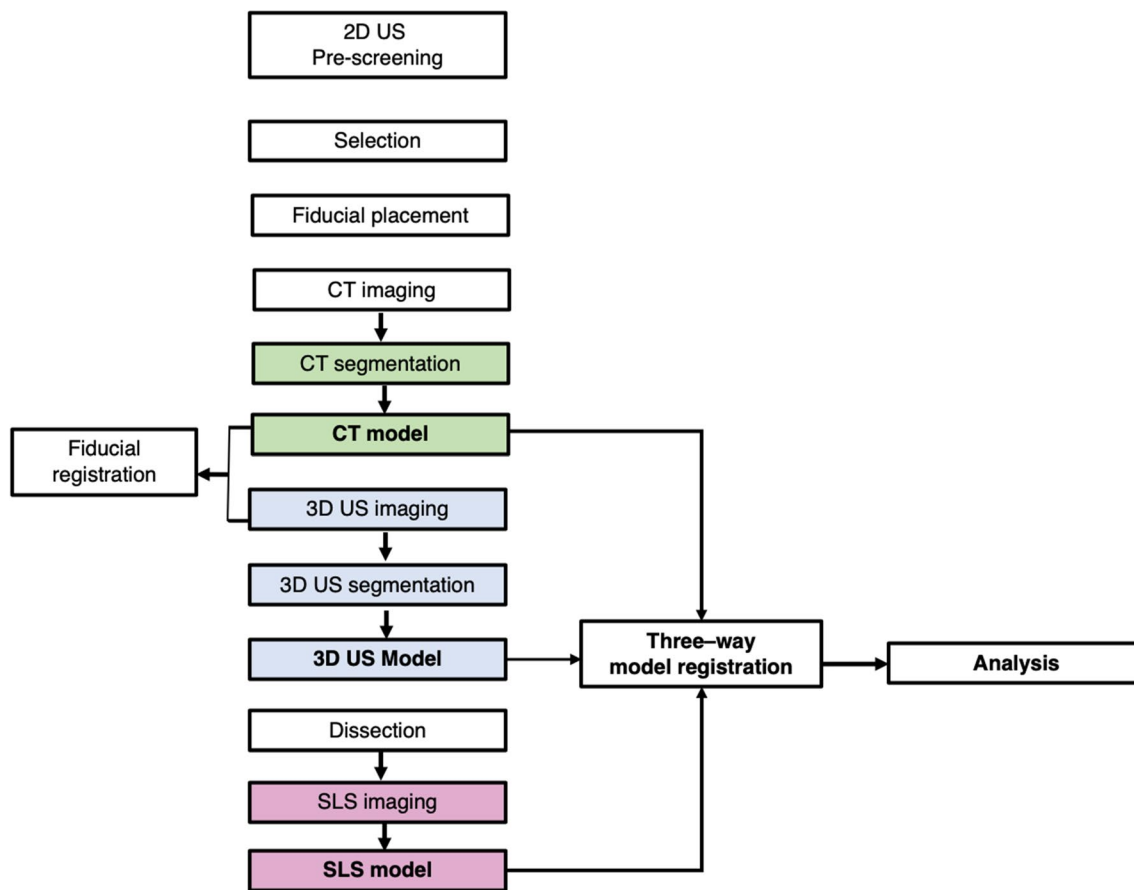 2D US
Pre-screening
Selection
Fiducial placement
CT imaging
CT segmentation
CT model
Fiducial
registration
3D US imaging
3D US segmentation
3D US Model
Three–way
model registration
Analysis
Dissection
SLS imaging
SLS model